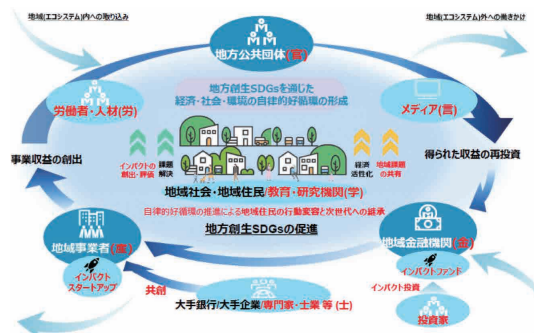 地域(エコシステム)内への取り込み
地域(エコシステム)外への働きかけ
地方公共団体(官)
地方創生SDGsを通じた
経済・社会・環境の自律的好循環の形成
労働者・人材(労)
メディア(言)
事業収益の創出
得られた収益の再投資
インパクトの
創出・評価
課題
解決
経済
活性化
地域課題
の共有
地域社会・地域住民/教育・研究機関(学)
自律的好循環の推進による地域住民の行動変容と次世代への継承
地方創生SDGsの促進
地域事業者(産)
地域金融機関(金)
インパクト
スタートアップ
インパクトファンド
共創
大手銀行/大手企業/専門家・士業 等 (士)
インパクト投資
投資家